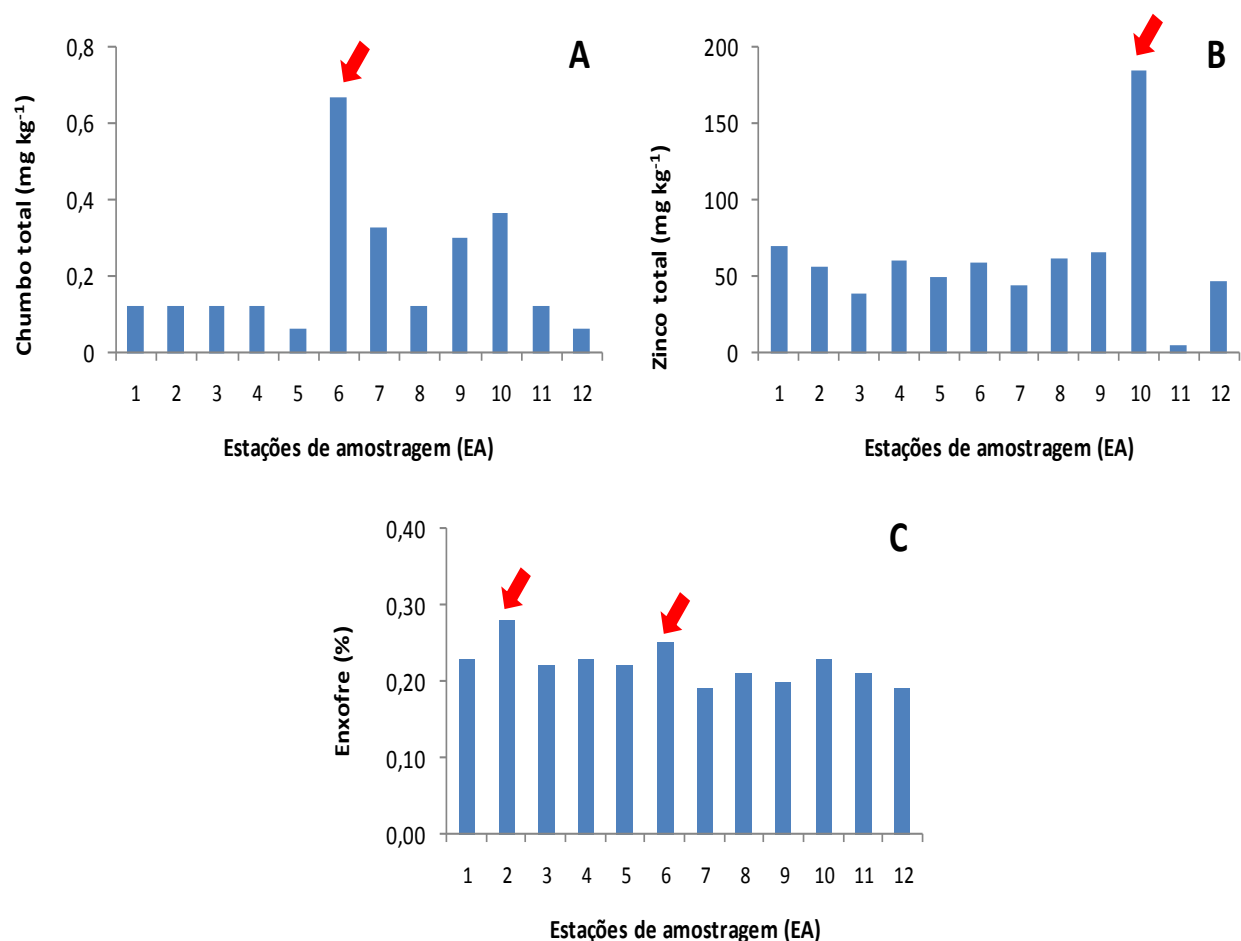 A
Chumbo total (mg kg⁻¹)
0,8
0,6
0,4
0,2
0
1 2 3 4 5 6 7 8 9 10 11 12
Estações de amostragem (EA)
B
Zinco total (mg kg⁻¹)
200
150
100
50
0
1 2 3 4 5 6 7 8 9 10 11 12
Estações de amostragem (EA)
C
Enxofre (%)
0,40
0,30
0,20
0,10
0,00
1 2 3 4 5 6 7 8 9 10 11 12
Estações de amostragem (EA)